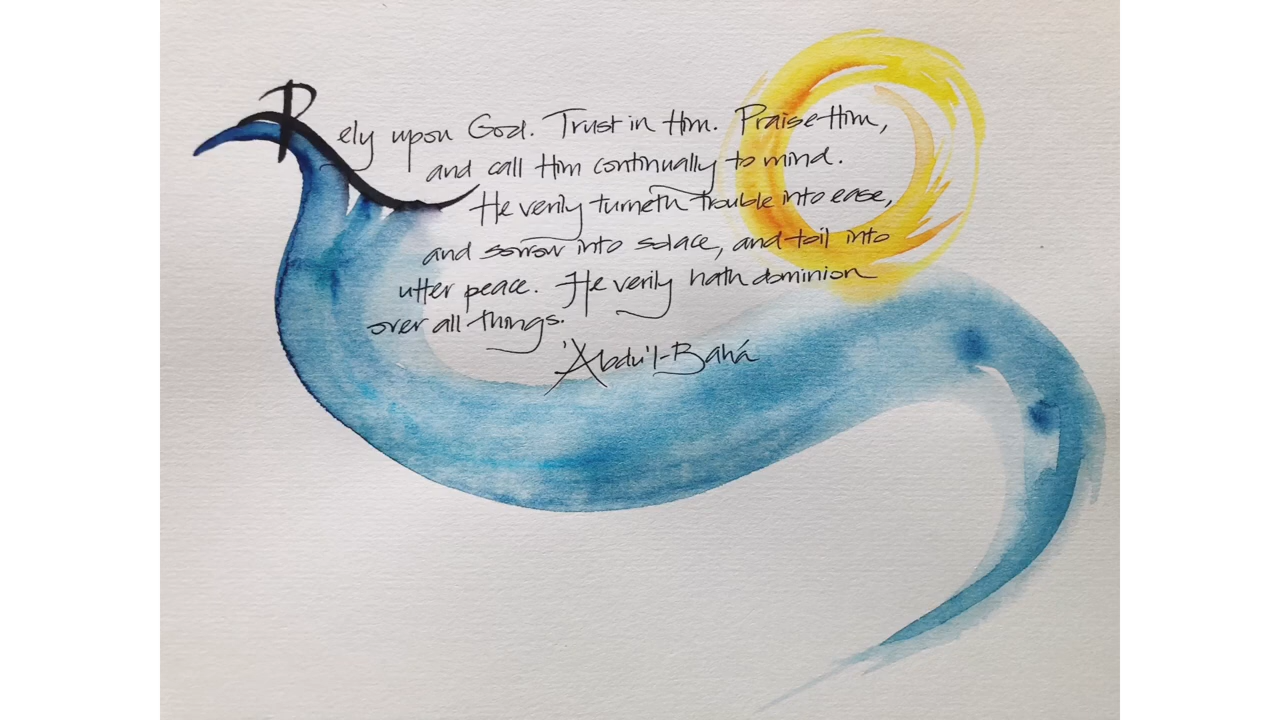 Rely upon God. Trust in Him. Praise Him,
and call Him continually to mind.
He verily turneth trouble into ease,
and sorrow into solace, and toil into
utter peace. He verily hath dominion
over all things.
'Abdu'l-Bahá